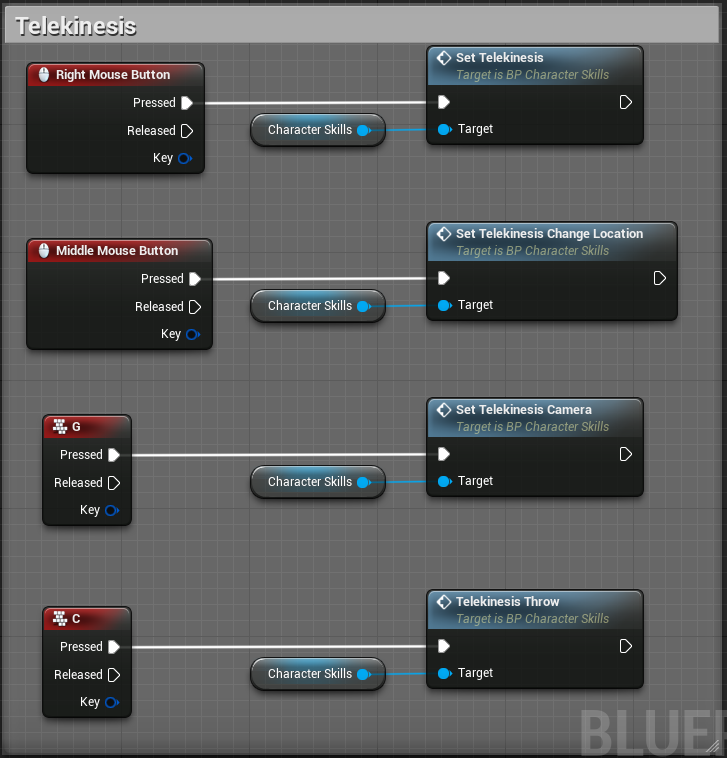 Telekinesis
Right Mouse Button
Pressed
Released
Key
Character Skills
Set Telekinesis
Target is BP Character Skills
Target
Middle Mouse Button
Pressed
Released
Key
Character Skills
Set Telekinesis Change Location
Target is BP Character Skills
Target
G
Pressed
Released
Key
Character Skills
Set Telekinesis Camera
Target is BP Character Skills
Target
C
Pressed
Released
Key
Character Skills
Telekinesis Throw
Target is BP Character Skills
Target